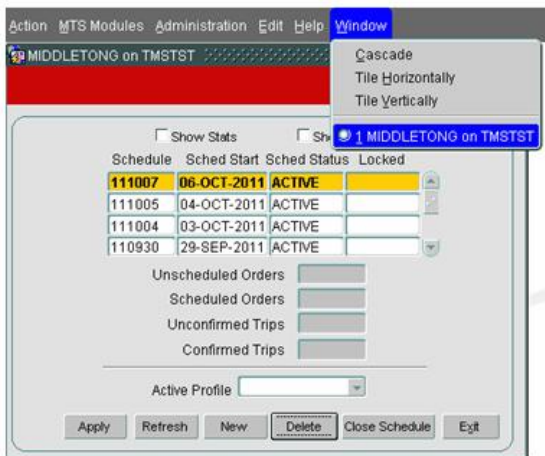 Action MTS Modules Administration Edit Help Window
MIDDLETONG on TMSTST
Cascade
Tile Horizontally
Tile Vertically
1 MIDDLETONG on TMSTST
Show Stats
Schedule Sched Start Sched Status Locked
111007 06-OCT-2011 ACTIVE
111005 04-OCT-2011 ACTIVE
111004 03-OCT-2011 ACTIVE
110930 29-SEP-2011 ACTIVE
Unscheduled Orders
Scheduled Orders
Unconfirmed Trips
Confirmed Trips
Active Profile
Apply Refresh New Delete Close Schedule Exit